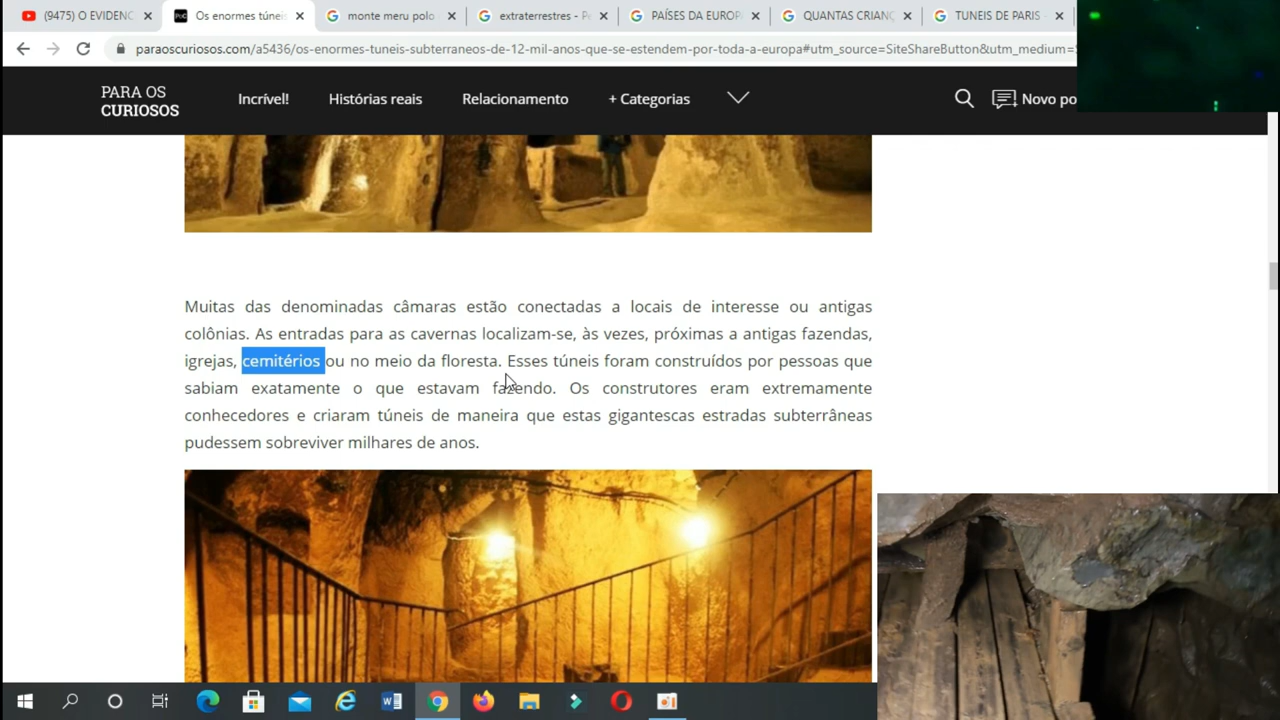 (9475) O EVIDENC
Os enormes túneis
monte meru polo
extraterrestres - Pe
PAÍSES DA EUROP
QUANTAS CRIANÇ
TUNEIS DE PARIS -
paraoscuriosos.com/a5436/os-enormes-tuneis-subterraneos-de-12-mil-anos-que-se-estendem-por-toda-a-europa#utm_source=SiteShareButton&utm_medium=
PARA OS
CURIOSOS
Incrível!
Histórias reais
Relacionamento
+ Categorias
Novo po
Muitas das denominadas câmaras estão conectadas a locais de interesse ou antigas
colônias. As entradas para as cavernas localizam-se, às vezes, próximas a antigas fazendas,
igrejas, cemitérios ou no meio da floresta. Esses túneis foram construídos por pessoas que
sabiam exatamente o que estavam fazendo. Os construtores eram extremamente
conhecedores e criaram túneis de maneira que estas gigantescas estradas subterrâneas
pudessem sobreviver milhares de anos.